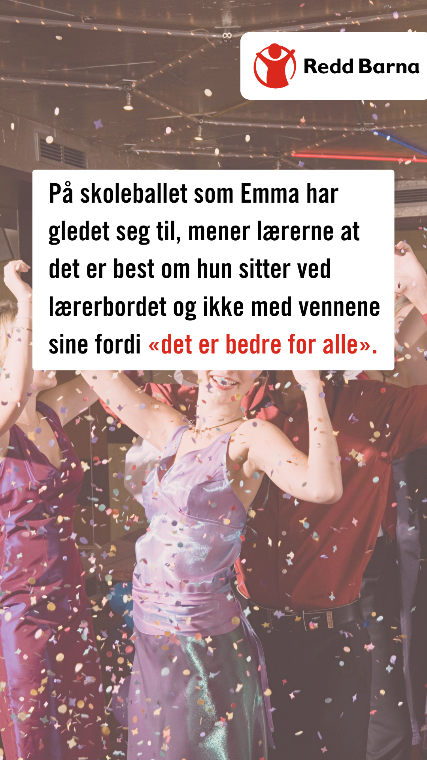 Redd Barna
På skoleballet som Emma har
gledet seg til, mener lærerne at
det er best om hun sitter ved
lærerbordet og ikke med vennene
sine fordi «det er bedre for alle».